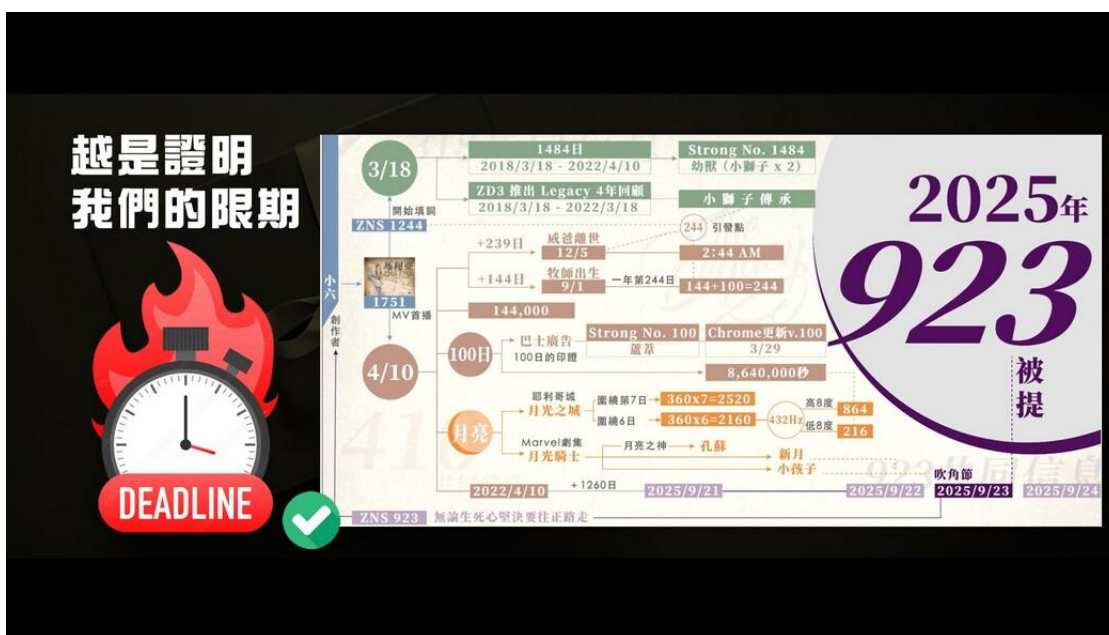 越是證明
我們的限期
DEADLINE
3/18
1484日
2018/3/18 - 2022/4/10
Strong No. 1484
幼獸（小獅子 x 2）
ZD3 推出 Legacy 4年回顧
2018/3/18 - 2022/3/18
小獅子傳承
開始填詞
ZNS 1244
244
引發點
+239日
威爸離世
12/5
2:44 AM
小六
創作者
1751
MV首播
+144日
牧師出生
9/1
一年第244日
144+100=244
144,000
4/10
100日
巴士廣告
100日的印證
Strong No. 100
蘆葦
Chrome更新v.100
3/29
8,640,000秒
月亮
耶利哥城
月光之城
圍繞第7日
360x7=2520
圍繞6日
360x6=2160
432Hz
高8度
864
低8度
216
Marvel劇集
月光騎士
月亮之神
孔蘇
新月
小孩子
2022/4/10
+1260日
2025/9/21
2025/9/22
吹角節
2025/9/23
2025/9/24
ZNS 923
無論生死心堅決要往正路走
2025年
923
被提
923共同信息